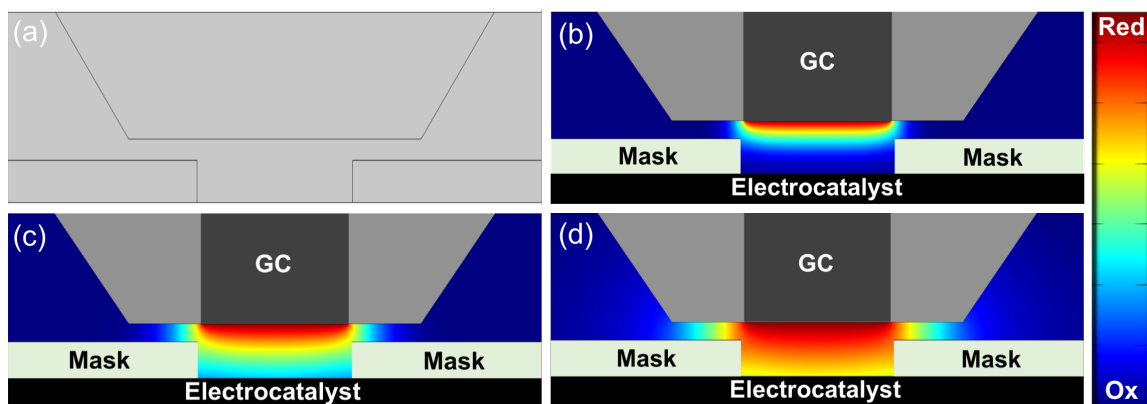 (a)
(b)
GC
Mask
Mask
Electrocatalyst
Red
(c)
GC
Mask
Mask
Electrocatalyst
(d)
GC
Mask
Mask
Electrocatalyst
Ox